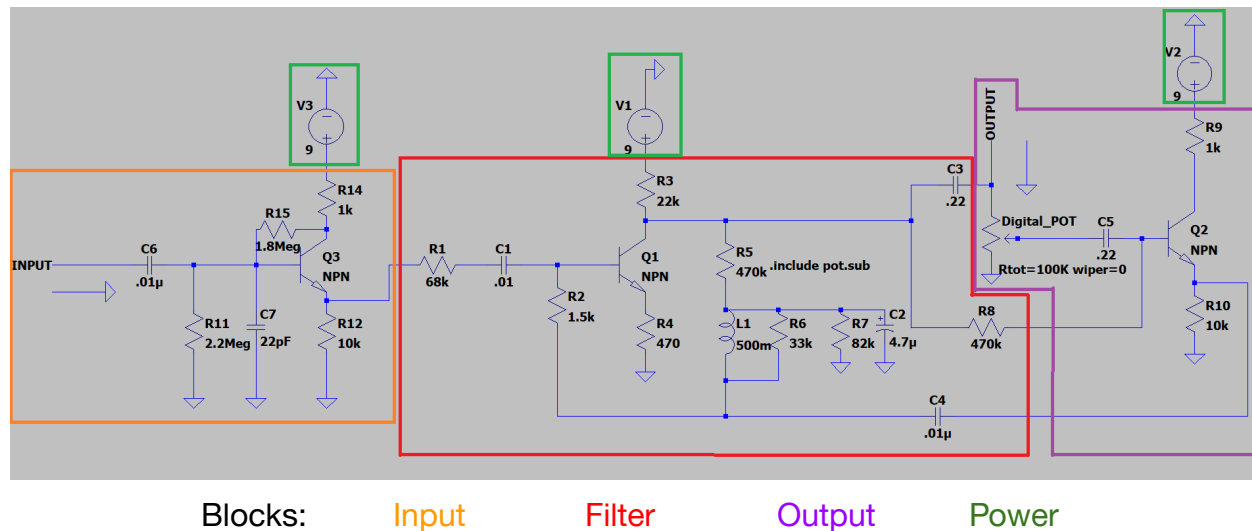 V3
9
R14
1k
R15
1.8Meg
C6
.01µ
INPUT
Q3
NPN
R11
2.2Meg
C7
22pF
R12
10k
V1
9
R3
22k
R1
68k
C1
.01
Q1
NPN
R2
1.5k
R4
470
R5
470k
.include pot.sub
L1
500m
R6
33k
R7
82k
C2
4.7µ
C3
.22
C4
.01µ
R8
470k
OUTPUT
Digital_POT
Rtot=100K wiper=0
C5
.22
V2
9
R9
1k
Q2
NPN
R10
10k
Blocks: Input Filter Output Power